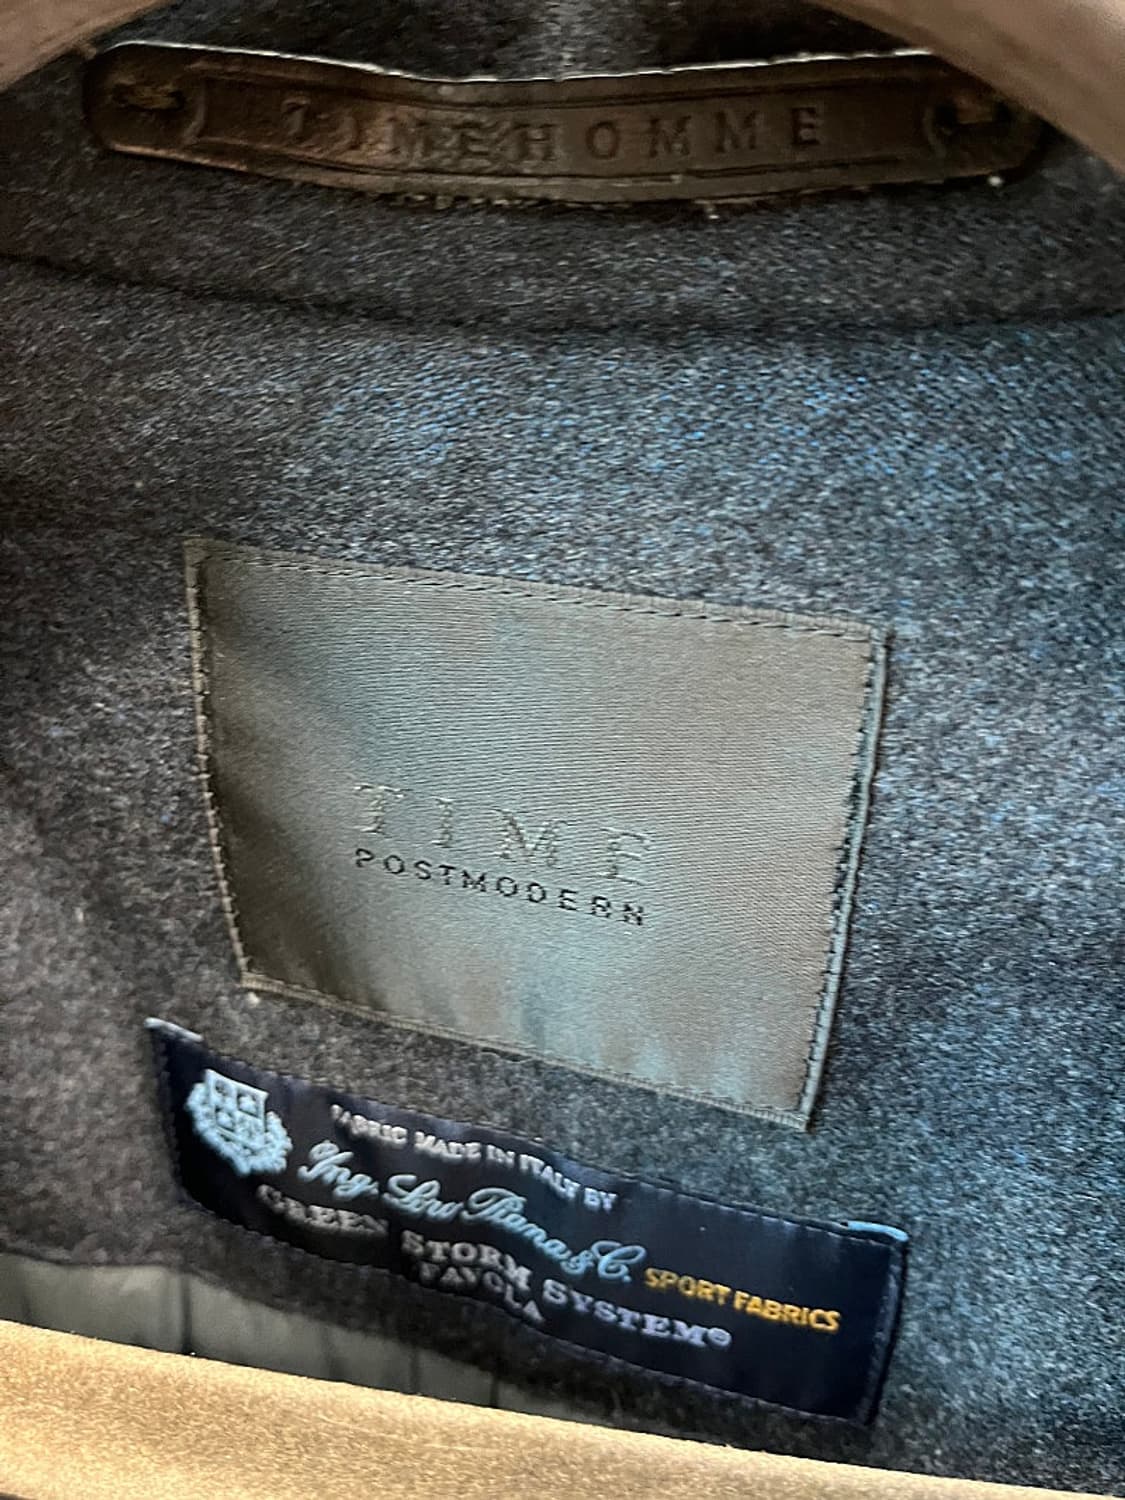 TIMEHOMME
TIME
POSTMODERN
FABRIC MADE IN ITALY BY
Ing. Loro Piana & C. SPORT FABRICS
GREEN STORM SYSTEM®
FAVOLA